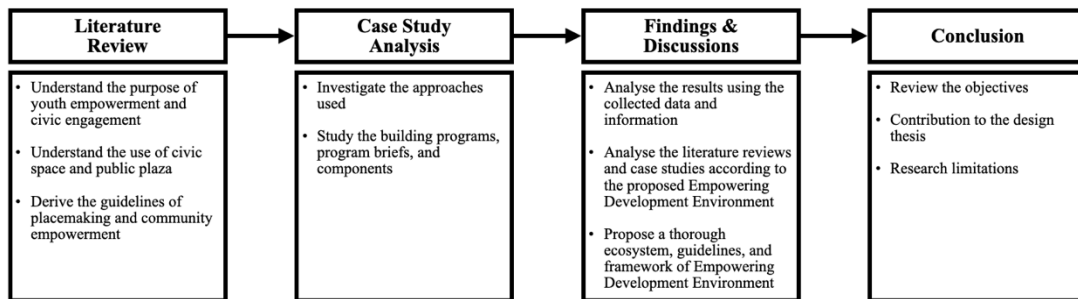 Literature
Review
• Understand the purpose of
youth empowerment and
civic engagement
• Understand the use of civic
space and public plaza
• Derive the guidelines of
placemaking and community
empowerment
Case Study
Analysis
• Investigate the approaches
used
• Study the building programs,
program briefs, and
components
Findings &
Discussions
• Analyse the results using the
collected data and
information
• Analyse the literature reviews
and case studies according to
the proposed Empowering
Development Environment
• Propose a thorough
ecosystem, guidelines, and
framework of Empowering
Development Environment
Conclusion
• Review the objectives
• Contribution to the design
thesis
• Research limitations